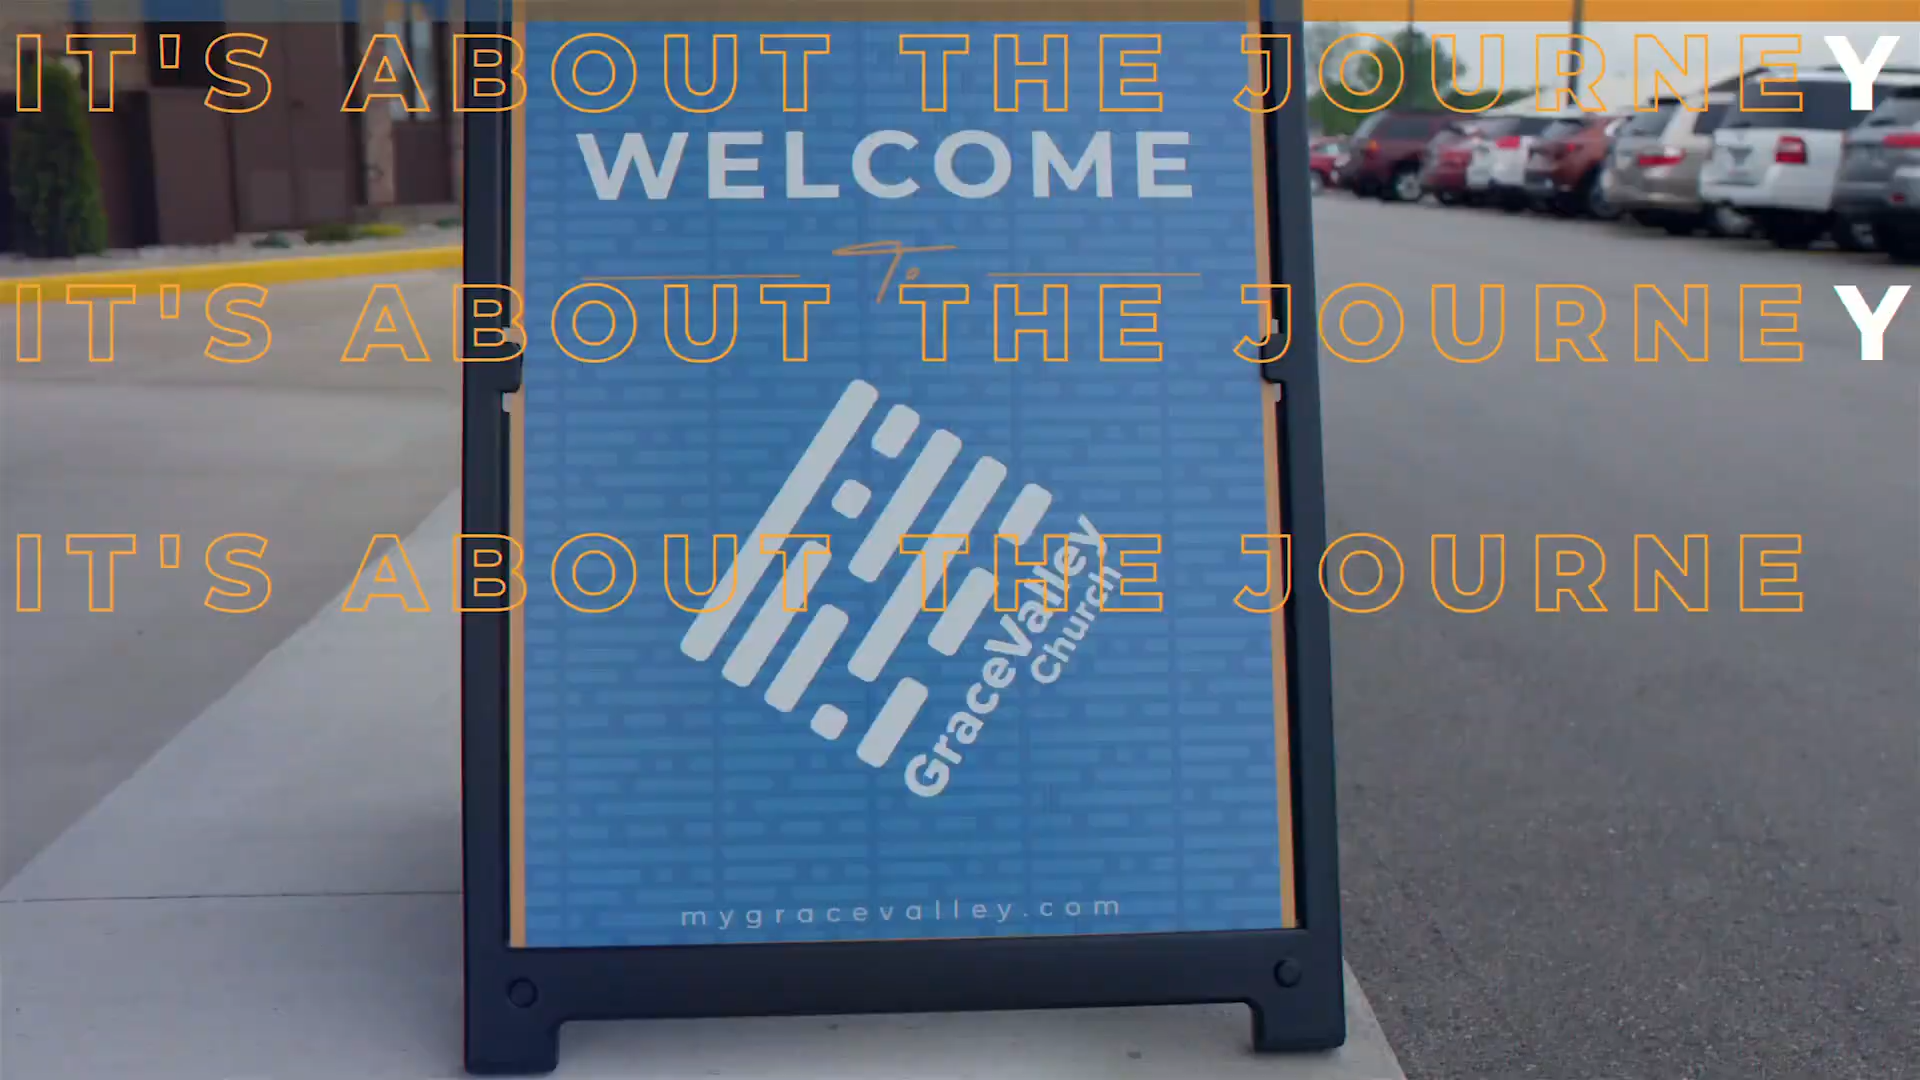 IT'S ABOUT THE JOURNEY
WELCOME
To
IT'S ABOUT THE JOURNEY
IT'S ABOUT THE JOURNE
GraceValley
Church
mygracevalley.com